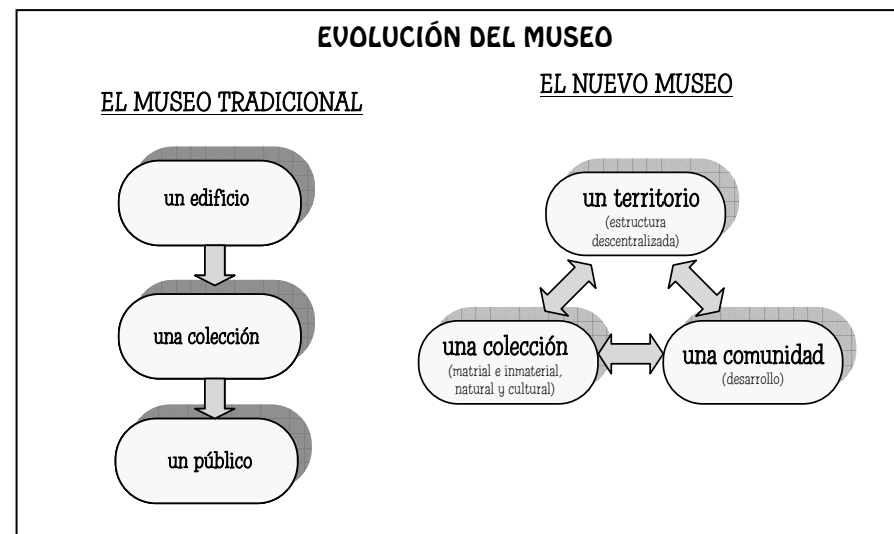 EVOLUCIÓN DEL MUSEO
EL MUSEO TRADICIONAL
un edificio
una colección
un público
EL NUEVO MUSEO
un territorio
(estructura
descentralizada)
una colección
(matrial e inmaterial,
natural y cultural)
una comunidad
(desarrollo)